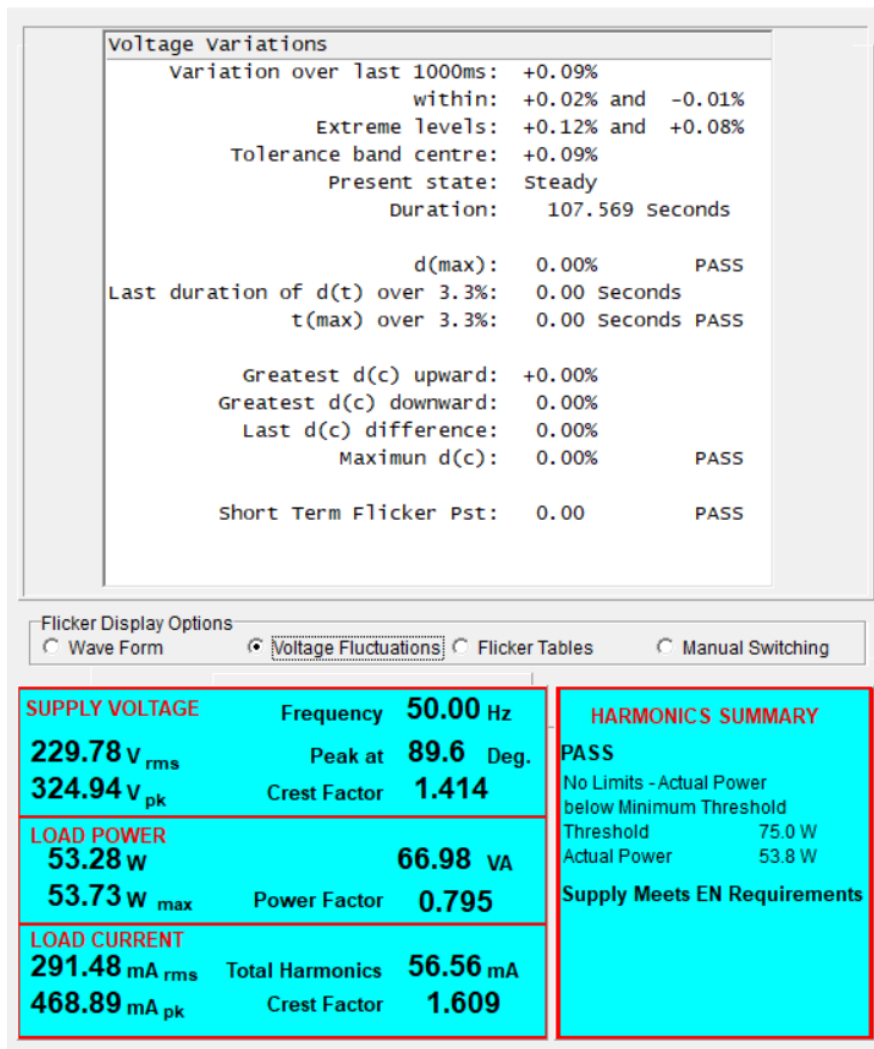 Voltage Variations
Variation over last 1000ms: +0.09%
within: +0.02% and -0.01%
Extreme levels: +0.12% and +0.08%
Tolerance band centre: +0.09%
Present state: Steady
Duration: 107.569 Seconds
d(max): 0.00% PASS
Last duration of d(t) over 3.3%: 0.00 Seconds
t(max) over 3.3%: 0.00 Seconds PASS
Greatest d(c) upward: +0.00%
Greatest d(c) downward: 0.00%
Last d(c) difference: 0.00%
Maximun d(c): 0.00% PASS
Short Term Flicker Pst: 0.00 PASS
Flicker Display Options
Wave Form Voltage Fluctuations Flicker Tables Manual Switching
SUPPLY VOLTAGE Frequency 50.00 Hz
229.78 V rms Peak at 89.6 Deg.
324.94 V pk Crest Factor 1.414
LOAD POWER
53.28 W 66.98 VA
53.73 W max Power Factor 0.795
LOAD CURRENT
291.48 mA rms Total Harmonics 56.56 mA
468.89 mA pk Crest Factor 1.609
HARMONICS SUMMARY
PASS
No Limits - Actual Power
below Minimum Threshold
Threshold 75.0 W
Actual Power 53.8 W
Supply Meets EN Requirements